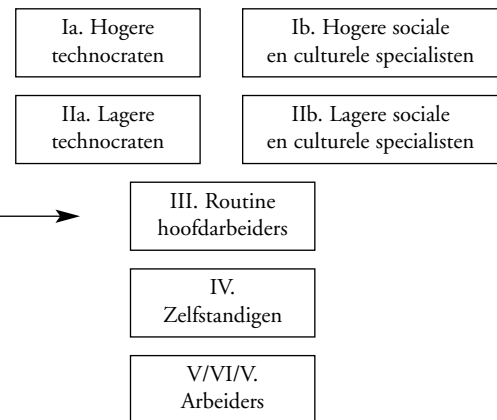 Ia. Hogere
technocraten
Ib. Hogere sociale
en culturele specialisten
IIa. Lagere
technocraten
IIb. Lagere sociale
en culturele specialisten
III. Routine
hoofdarbeiders
IV.
Zelfstandigen
V/VI/V.
Arbeiders